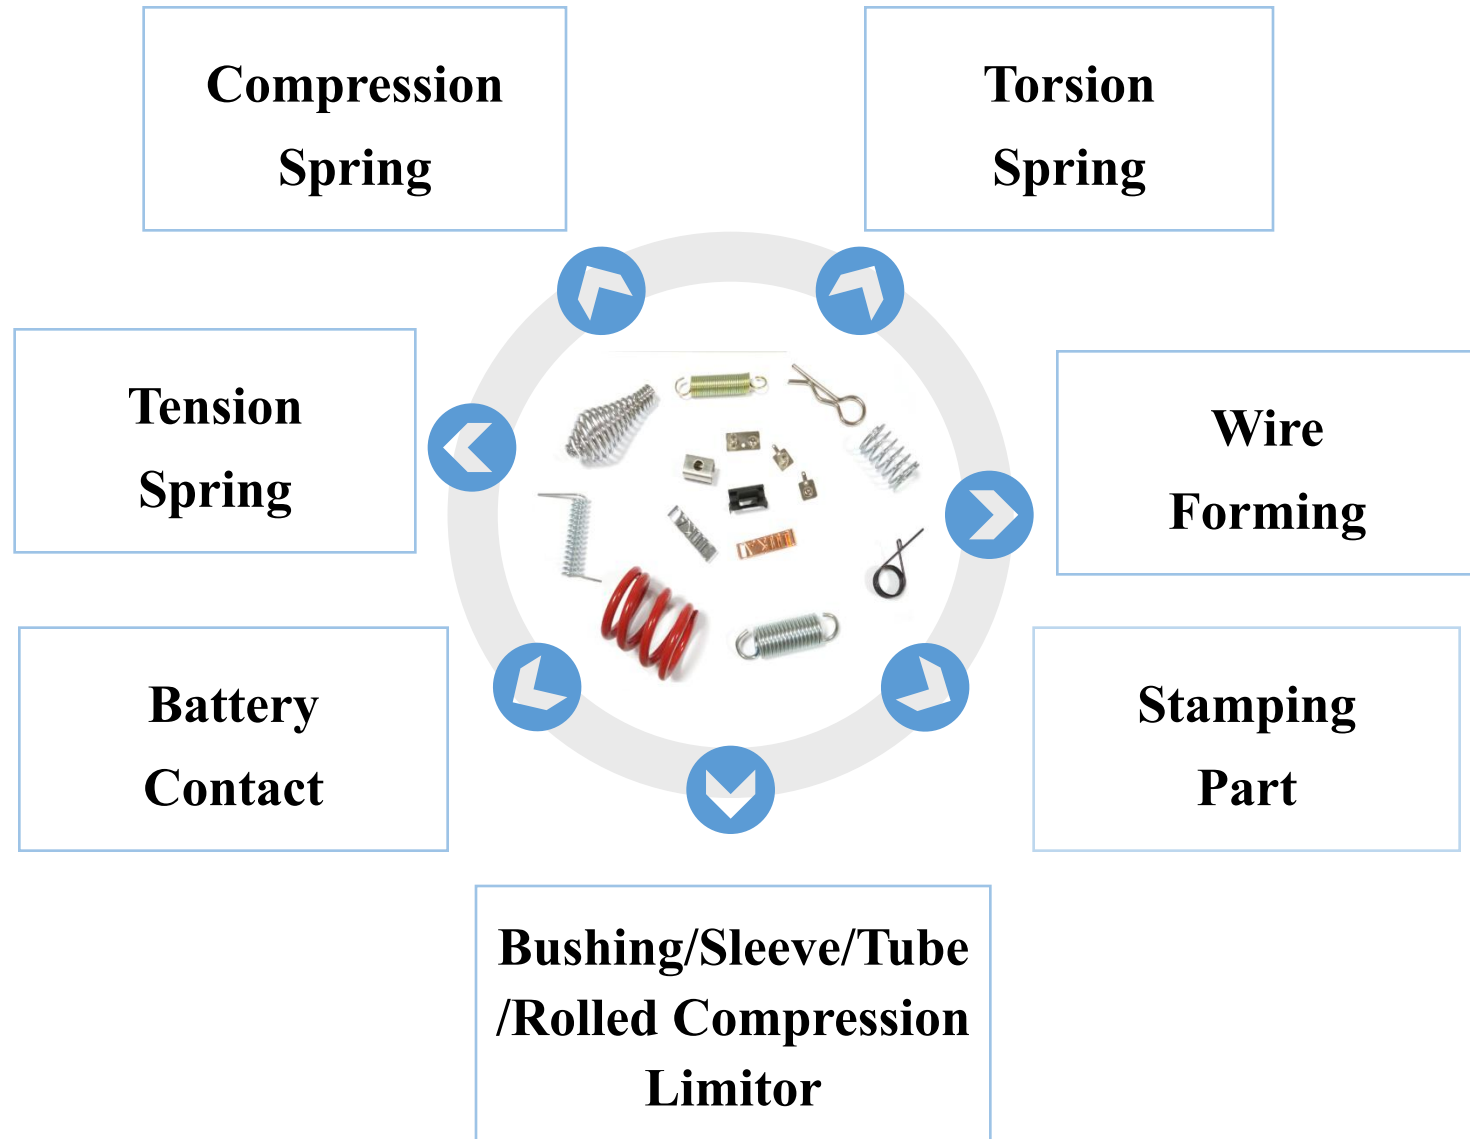 Compression
Spring
Torsion
Spring
Tension
Spring
Wire
Forming
Battery
Contact
Stamping
Part
Bushing/Sleeve/Tube
/Rolled Compression
Limitor